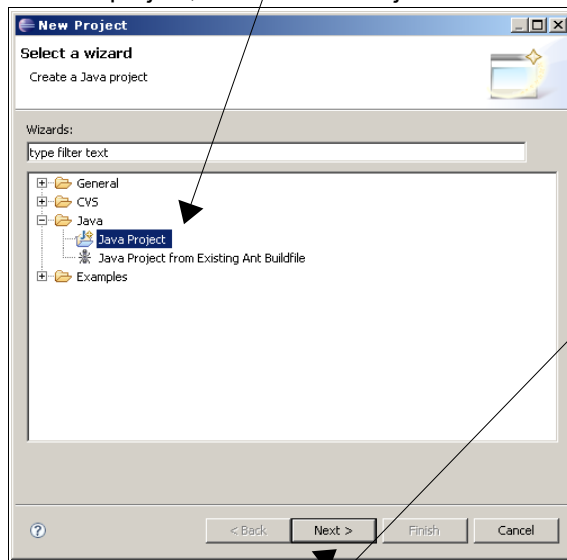 New Project
Select a wizard
Create a Java project
Wizards:
type filter text
General
CVS
Java
Java Project
Java Project from Existing Ant Buildfile
Examples
? < Back Next > Finish Cancel